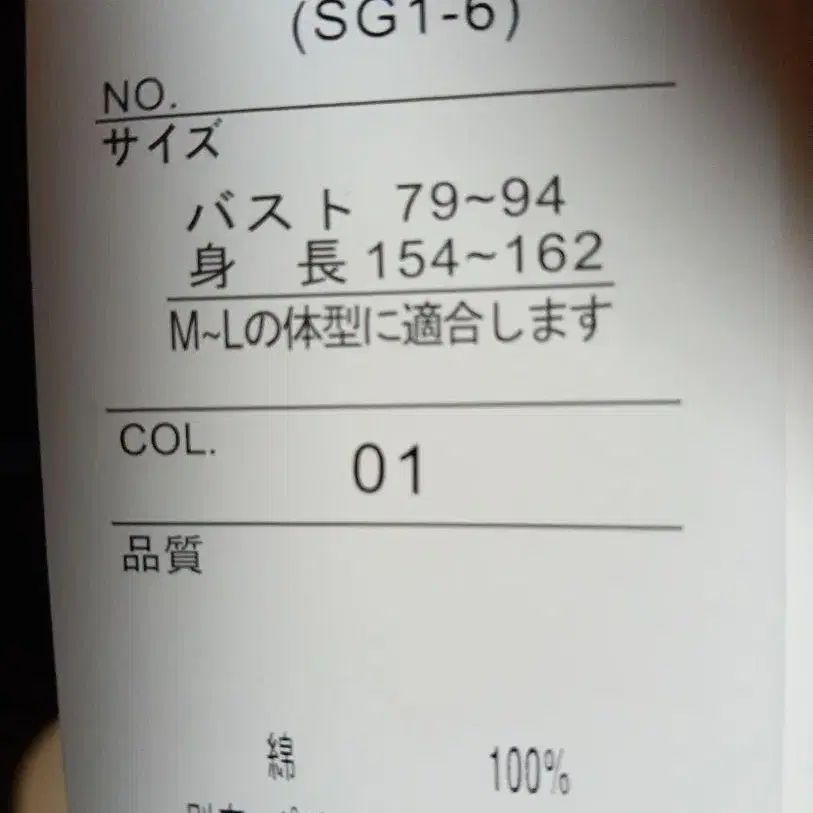 (SG1-6)
NO.
サイズ
バスト 79~94
身 長 154~162
M~Lの体型に適合します
COL.
01
品質
綿 100%